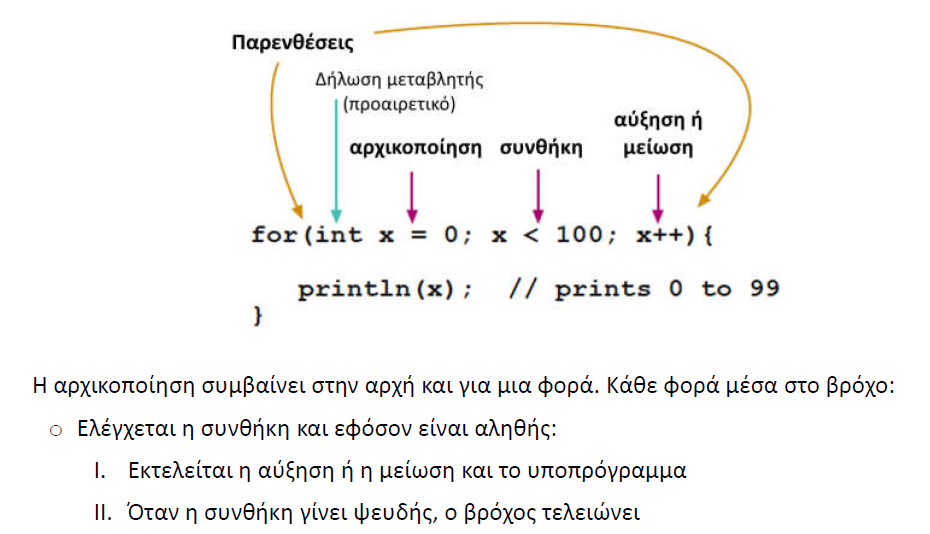 Παρενθέσεις
Δήλωση μεταβλητής
(προαιρετικό)
αρχικοποίηση συνθήκη αύξηση ή
μείωση
for(int x = 0; x < 100; x++){
println(x); // prints 0 to 99
}
Η αρχικοποίηση συμβαίνει στην αρχή και για μια φορά. Κάθε φορά μέσα στο βρόχο:
o Ελέγχεται η συνθήκη και εφόσον είναι αληθής:
I. Εκτελείται η αύξηση ή η μείωση και το υποπρόγραμμα
II. Όταν η συνθήκη γίνει ψευδής, ο βρόχος τελειώνει